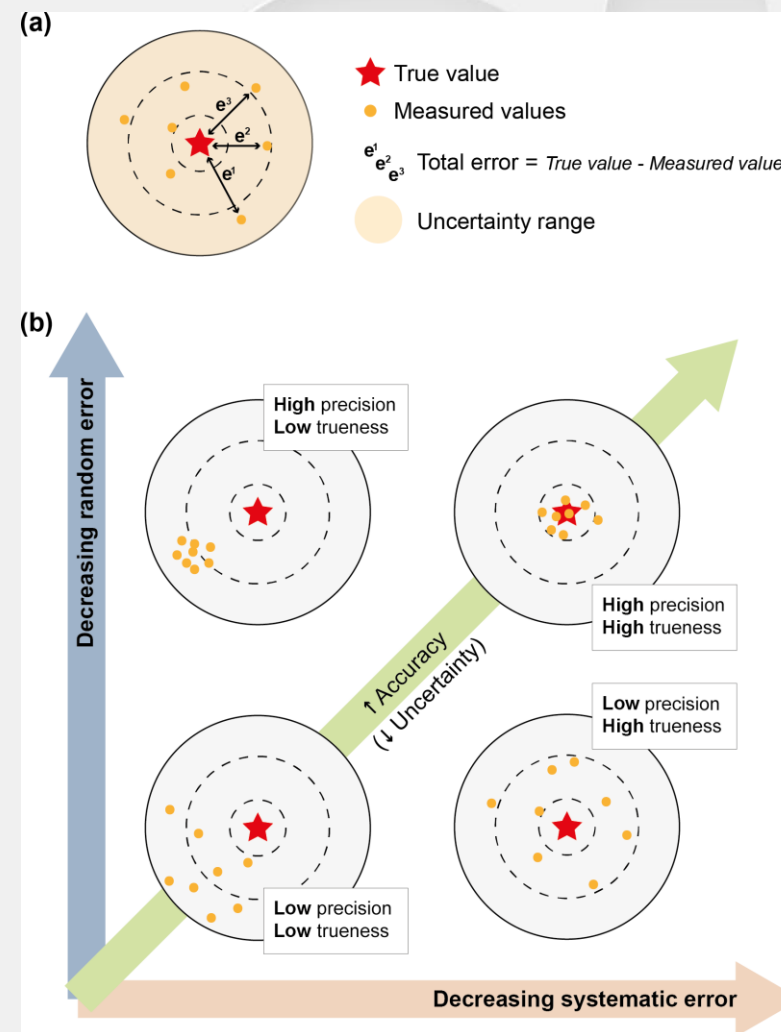 (a)
e³
e²
e¹
True value
Measured values
e¹ e² e₃ Total error = True value - Measured value
Uncertainty range
(b)
Decreasing random error
High precision
Low trueness
High precision
High trueness
↑ Accuracy
(↓ Uncertainty)
Low precision
High trueness
Low precision
Low trueness
Decreasing systematic error